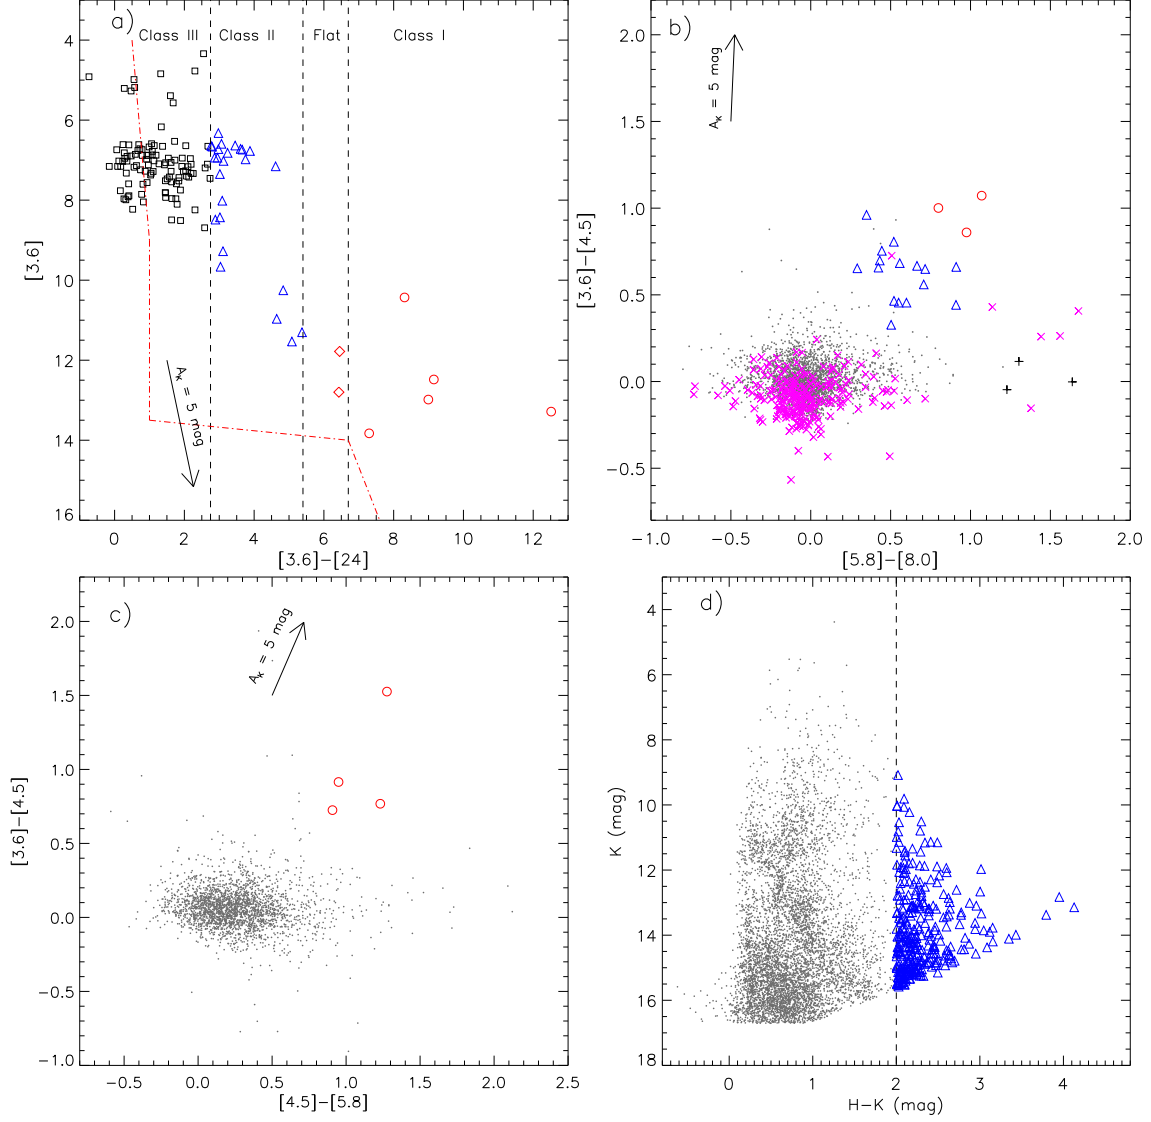 a)
Class III Class II Flat Class I
4
6
8
10
12
14
16
[3.6]
A_K = 5 mag
0 2 4 6 8 10 12
[3.6]−[24]
b)
2.0
1.5
1.0
0.5
0.0
−0.5
[3.6]−[4.5]
A_K = 5 mag
−1.0 −0.5 0.0 0.5 1.0 1.5 2.0
[5.8]−[8.0]
c)
2.0
1.5
1.0
0.5
0.0
−0.5
−1.0
[3.6]−[4.5]
A_K = 5 mag
−0.5 0.0 0.5 1.0 1.5 2.0 2.5
[4.5]−[5.8]
d)
4
6
8
10
12
14
16
18
K (mag)
0 1 2 3 4
H−K (mag)